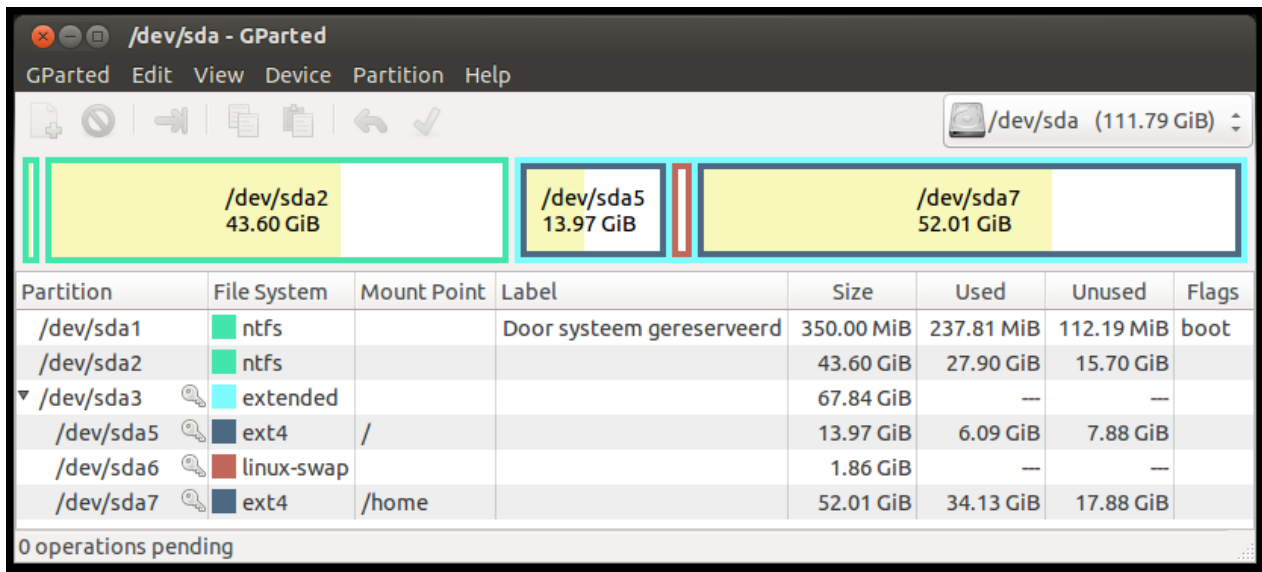 /dev/sda - GParted
GParted Edit View Device Partition Help
/dev/sda (111.79 GiB)
/dev/sda2 /dev/sda5 /dev/sda7
43.60 GiB 13.97 GiB 52.01 GiB
Partition File System Mount Point Label Size Used Unused Flags
/dev/sda1 ntfs Door systeem gereserveerd 350.00 MiB 237.81 MiB 112.19 MiB boot
/dev/sda2 ntfs 43.60 GiB 27.90 GiB 15.70 GiB
/dev/sda3 extended 67.84 GiB --- ---
/dev/sda5 ext4 / 13.97 GiB 6.09 GiB 7.88 GiB
/dev/sda6 linux-swap 1.86 GiB --- ---
/dev/sda7 ext4 /home 52.01 GiB 34.13 GiB 17.88 GiB
0 operations pending